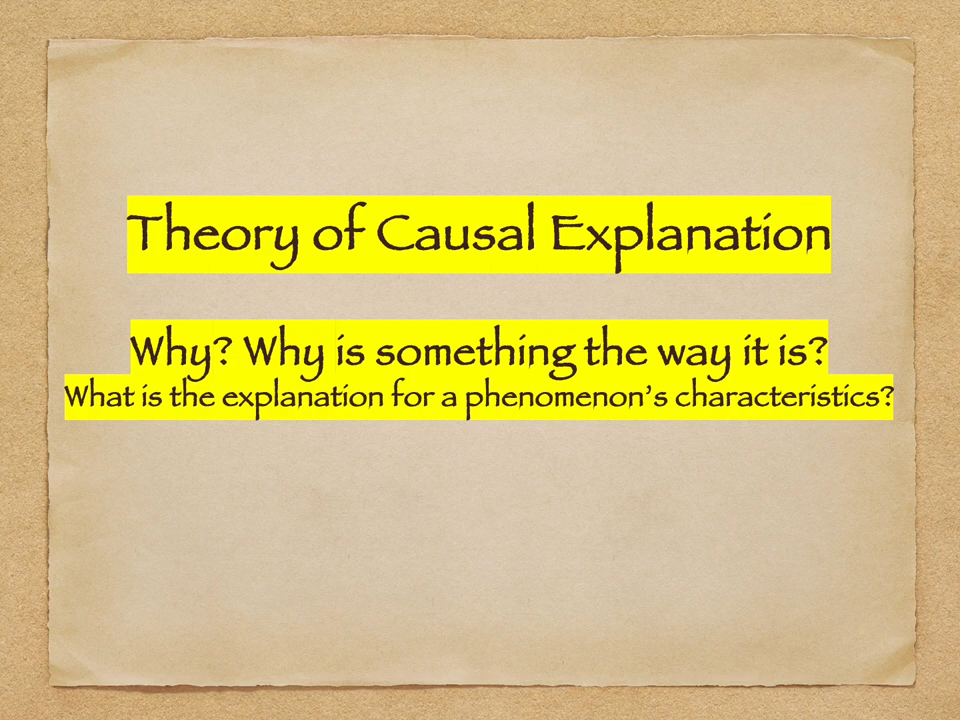 Theory of Causal Explanation
Why? Why is something the way it is?
What is the explanation for a phenomenon’s characteristics?